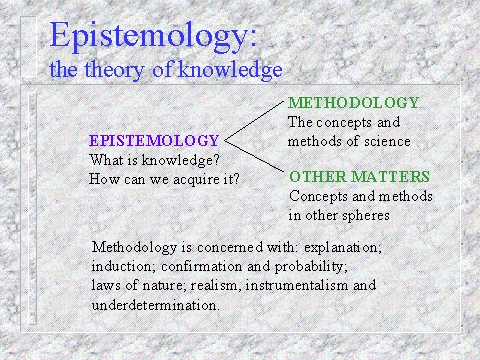 Epistemology:
the theory of knowledge
METHODOLOGY
The concepts and
methods of science
EPISTEMOLOGY
What is knowledge?
How can we acquire it?
OTHER MATTERS
Concepts and methods
in other spheres
Methodology is concerned with: explanation;
induction; confirmation and probability;
laws of nature; realism, instrumentalism and
underdetermination.